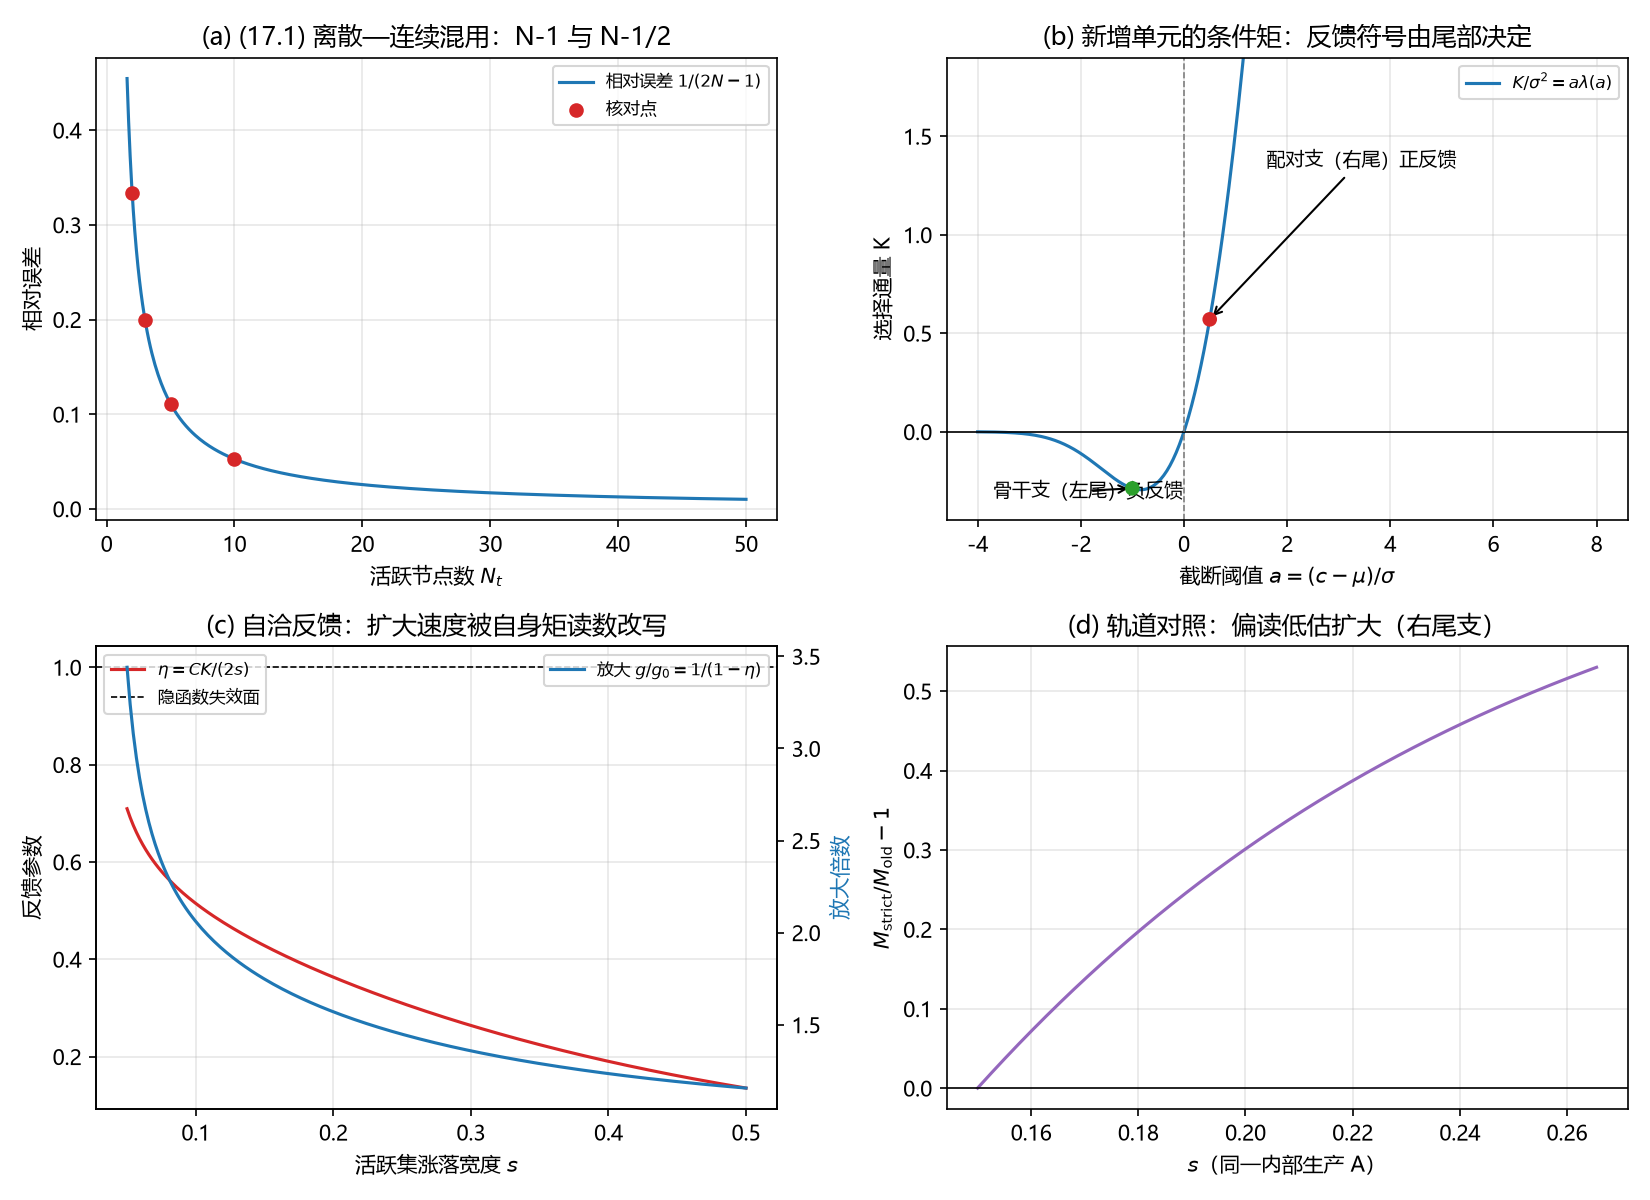 (a) (17.1) 离散—连续混用：N-1 与 N-1/2
相对误差 1/(2N − 1)
核对点
0.4
0.3
0.2
0.1
0.0
相对误差
0 10 20 30 40 50
活跃节点数 N_t
(b) 新增单元的条件矩：反馈符号由尾部决定
K/σ² = aλ(a)
配对支（右尾）正反馈
骨干支（左尾）负反馈
1.5
1.0
0.5
0.0
选择通量 K
-4 -2 0 2 4 6 8
截断阈值 a = (c − μ)/σ
(c) 自洽反馈：扩大速度被自身矩读数改写
η = CK/(2s)
隐函数失效面
放大 g/g₀ = 1/(1 − η)
1.0
0.8
0.6
0.4
0.2
反馈参数
3.5
3.0
2.5
2.0
1.5
放大倍数
0.1 0.2 0.3 0.4 0.5
活跃集涨落宽度 s
(d) 轨道对照：偏读低估扩大（右尾支）
0.5
0.4
0.3
0.2
0.1
0.0
M_strict/M_old − 1
0.16 0.18 0.20 0.22 0.24 0.26
s（同一内部生产 A）